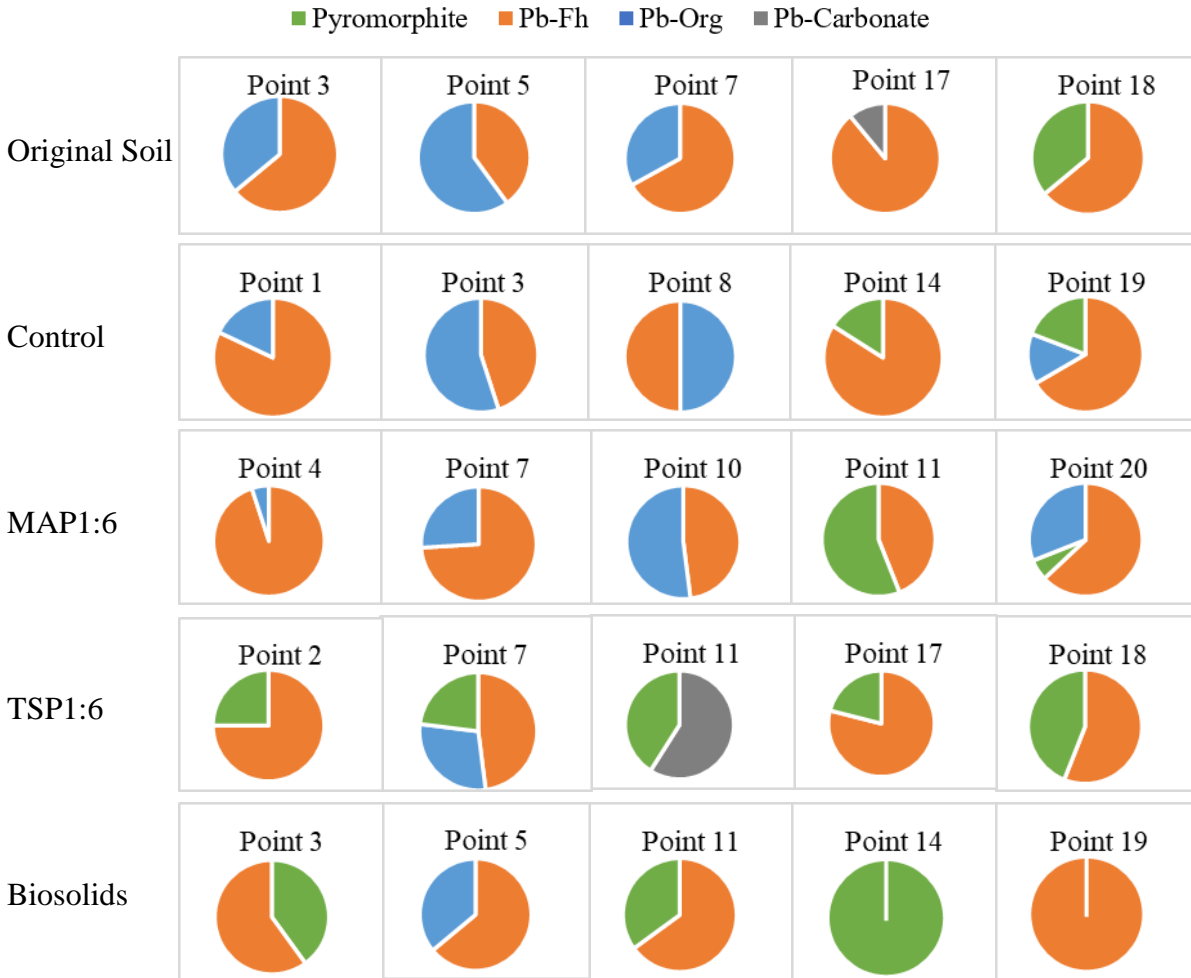 Pyromorphite Pb-Fh Pb-Org Pb-Carbonate
Original Soil
Point 3 Point 5 Point 7 Point 17 Point 18
Control
Point 1 Point 3 Point 8 Point 14 Point 19
MAP1:6
Point 4 Point 7 Point 10 Point 11 Point 20
TSP1:6
Point 2 Point 7 Point 11 Point 17 Point 18
Biosolids
Point 3 Point 5 Point 11 Point 14 Point 19